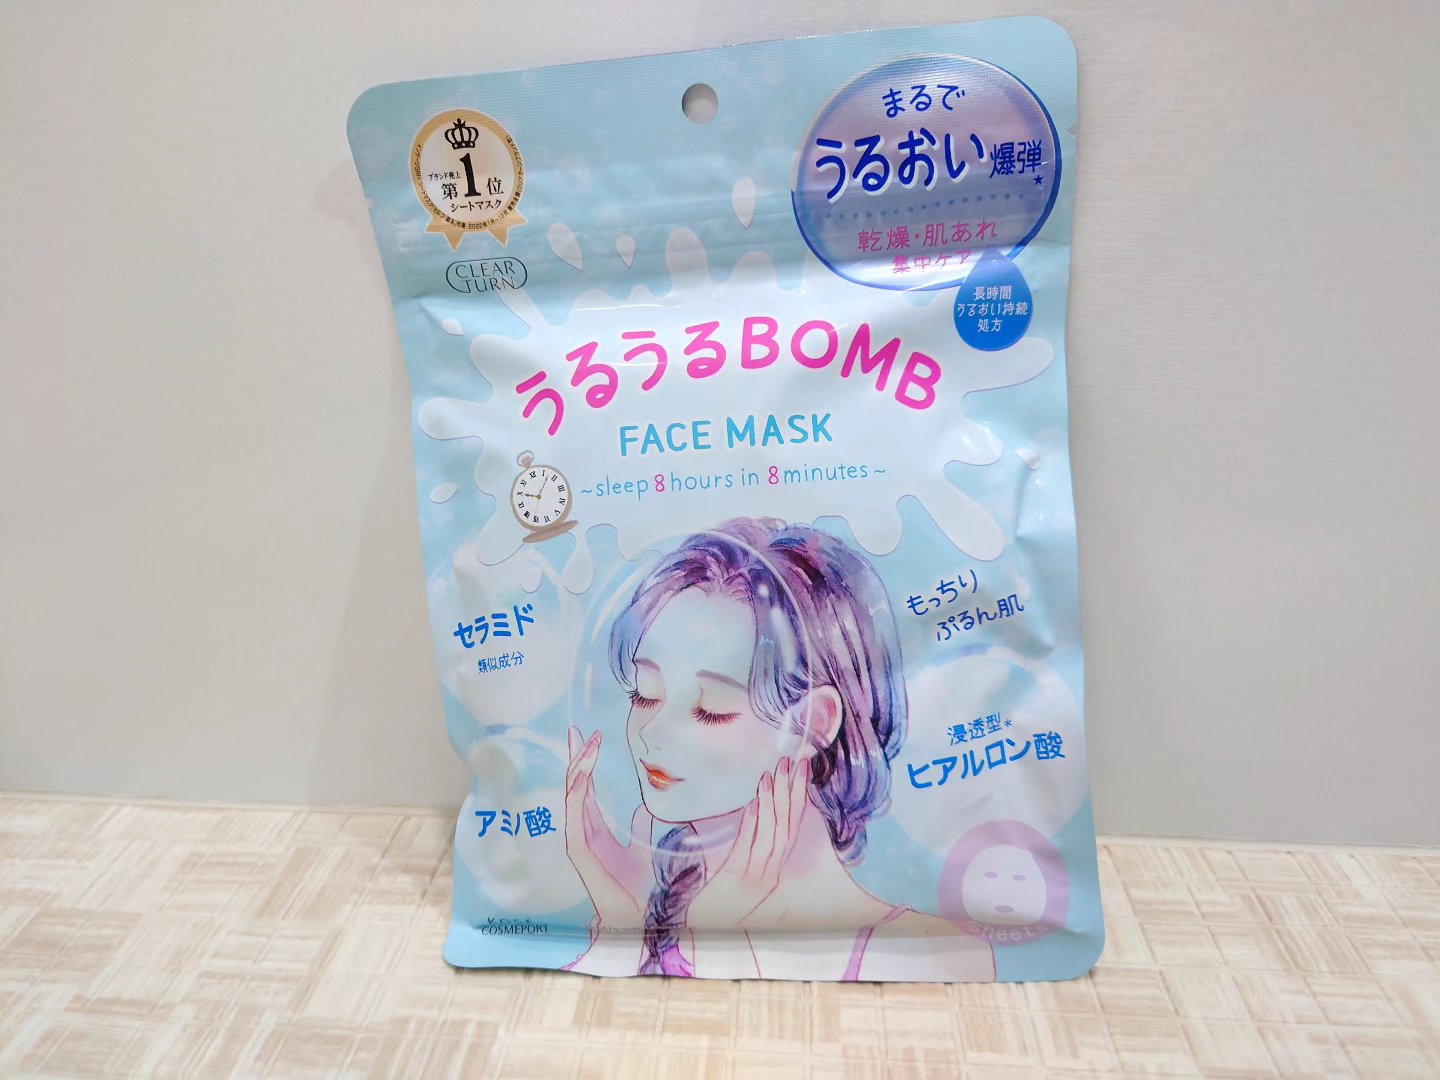 ブランド売上
第1位
シートマスク
CLEAR
TURN
まるで
うるおい爆弾★
乾燥・肌あれ
集中ケア
長時間
うるおい持続
処方
うるうるBOMB
FACE MASK
~sleep 8 hours in 8 minutes~
セラミド
類似成分
もっちり
ぷるん肌
浸透型*
ヒアルロン酸
アミノ酸
KOSÉ
COSMEPORT
sheets